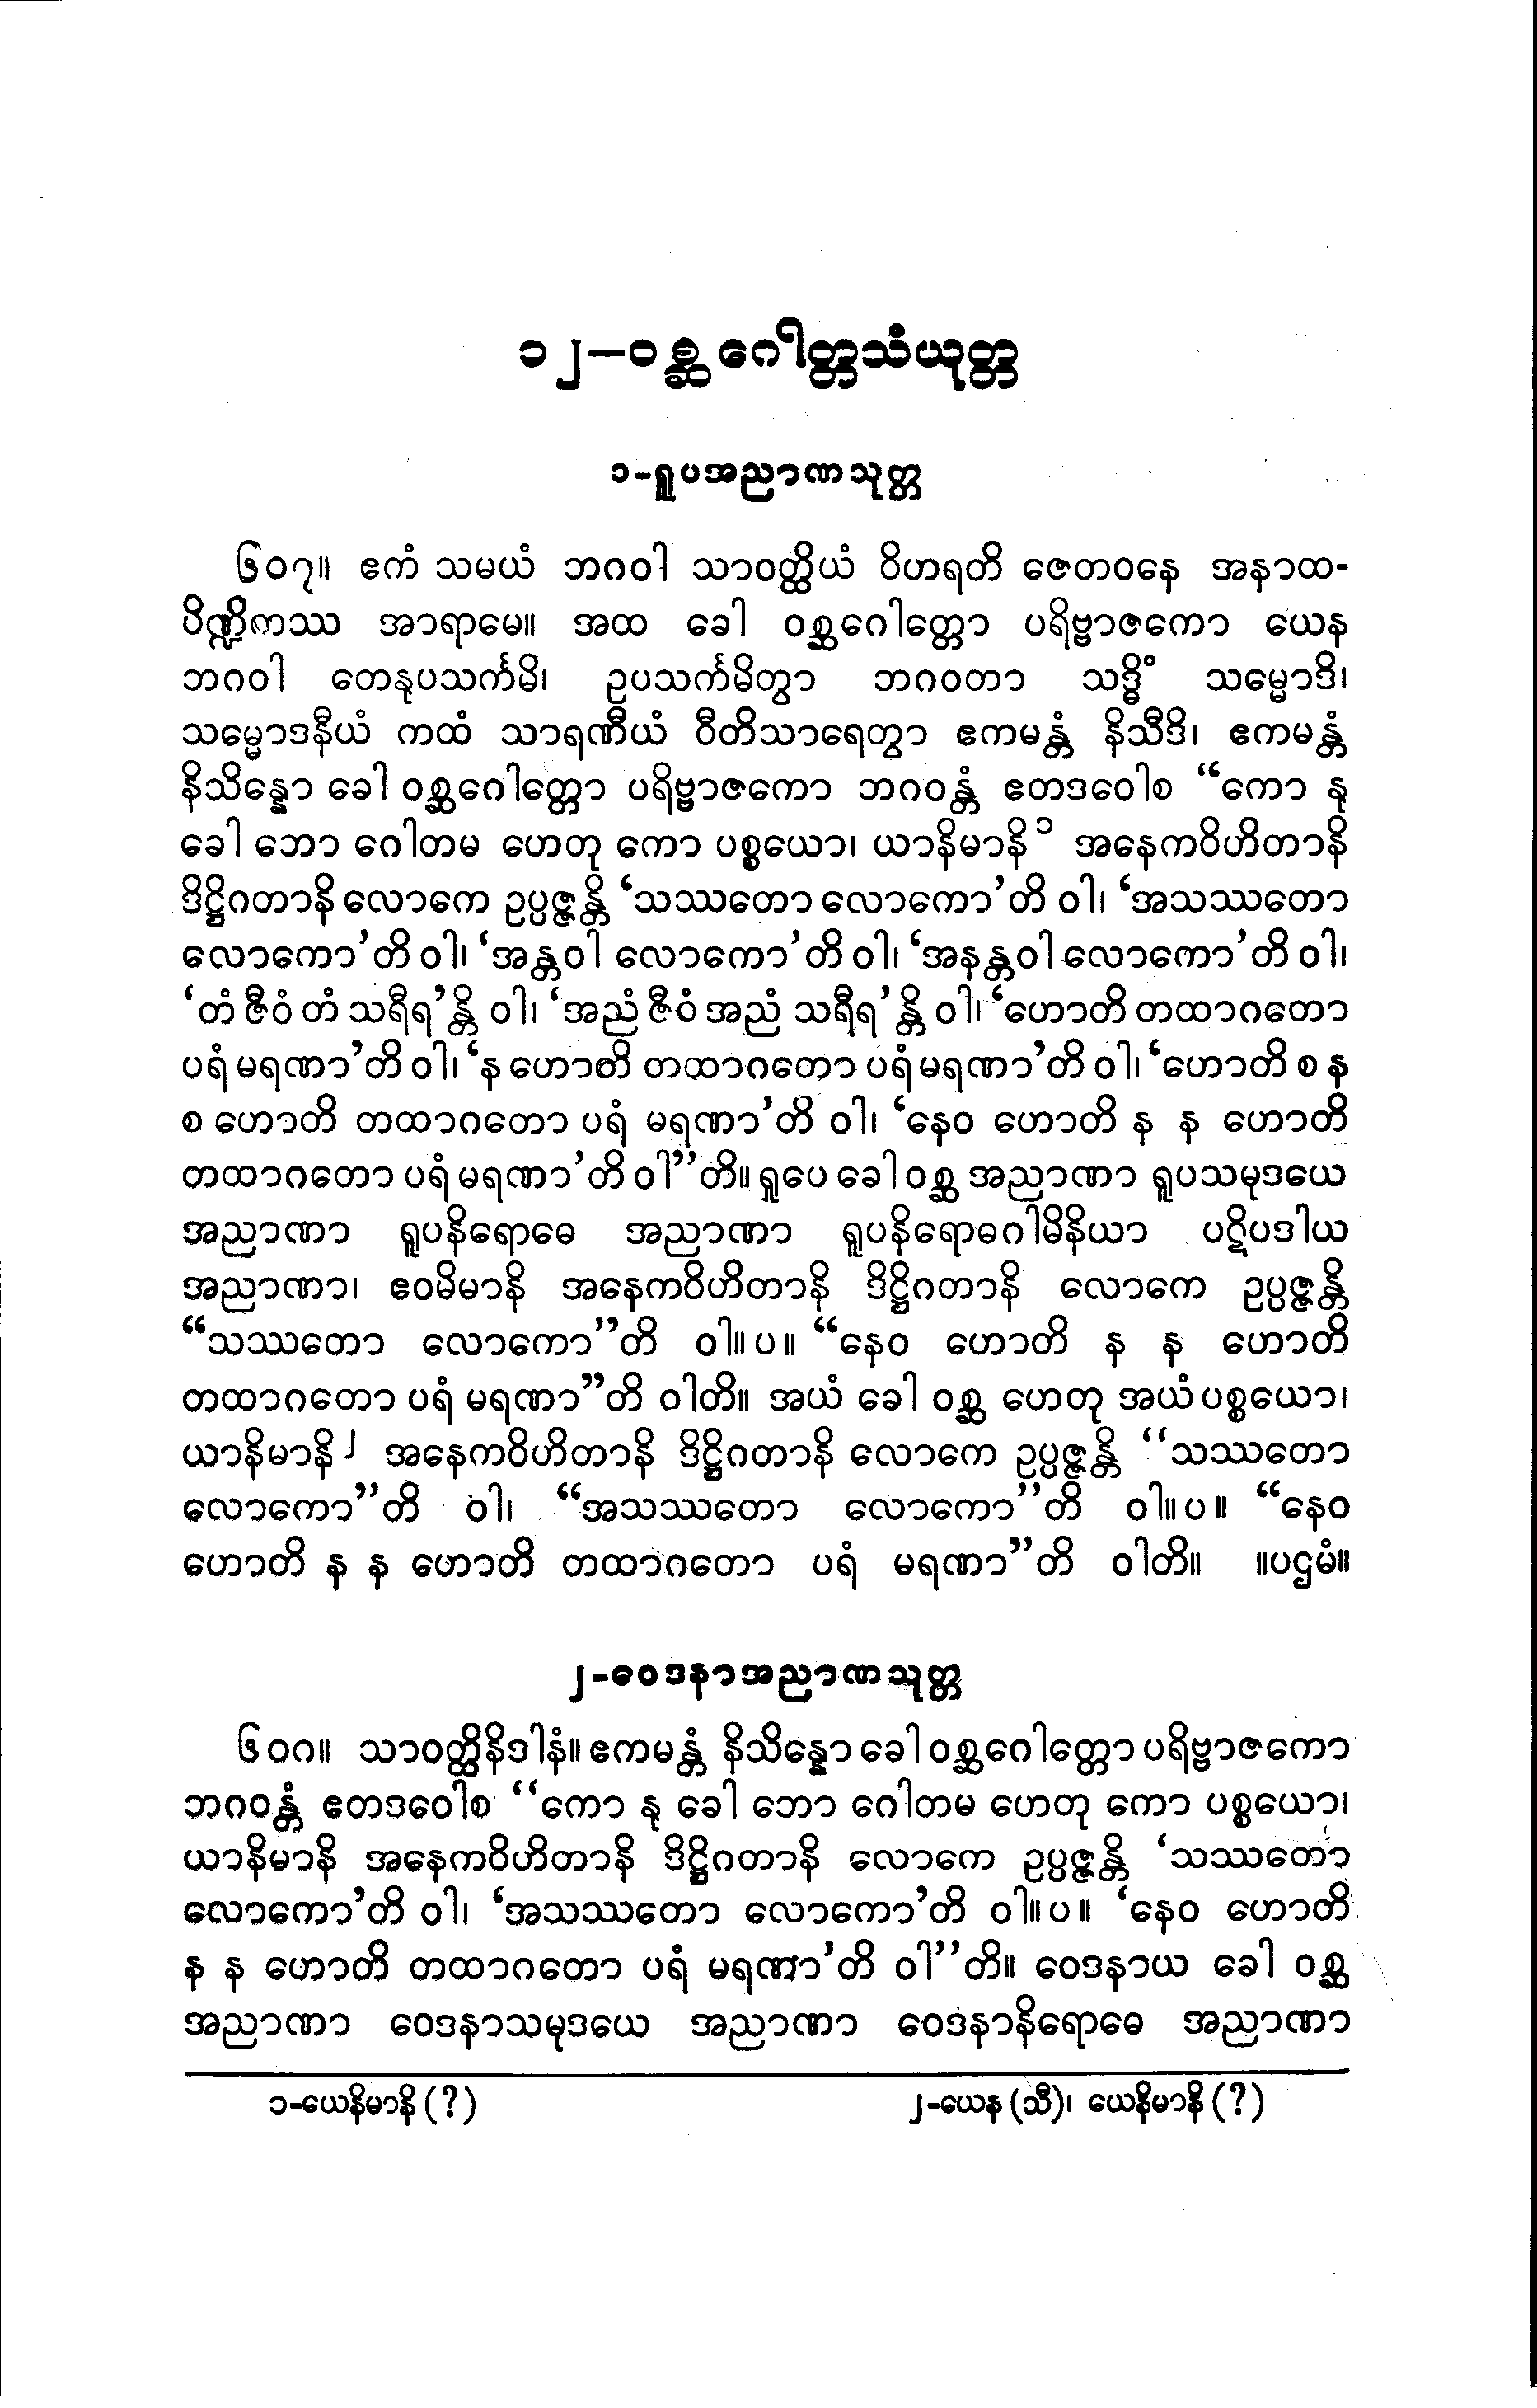 ၁၂–ဝစ္ဆဂေါတ္တသံယုတ္တ
၁-ရူပအညာဏသုတ္တ
၆ဝ၇။ ဧကံ သမယံ ဘဂဝါ သာဝတ္ထိယံ ဝိဟရတိ ဇေတဝနေ အနာထ-
ပိဏ္ဍိကဿ အာရာမေ။ အထ ခေါ ဝစ္ဆဂေါတ္တော ပရိဗ္ဗာဇကော ယေန
ဘဂဝါ တေနုပသင်္ကမိ၊ ဥပသင်္ကမိတွာ ဘဂဝတာ သဒ္ဓိံ သမ္မောဒိ၊
သမ္မောဒနီယံ ကထံ သာရဏီယံ ဝီတိသာရေတွာ ဧကမန္တံ နိသီဒိ၊ ဧကမန္တံ
နိသိန္နော ခေါ ဝစ္ဆဂေါတ္တော ပရိဗ္ဗာဇကော ဘဂဝန္တံ ဧတဒဝေါစ “ကော နု
ခေါ ဘော ဂေါတမ ဟေတု ကော ပစ္စယော၊ ယာနိမာနိ ၁ အနေကဝိဟိတာနိ
ဒိဋ္ဌိဂတာနိ လောကေ ဥပ္ပဇ္ဇန္တိ ‘သဿတော လောကော’တိ ဝါ၊ ‘အသဿတော
လောကော’တိ ဝါ၊ ‘အန္တဝါ လောကော’တိ ဝါ၊ ‘အနန္တဝါ လောကော’တိ ဝါ၊
‘တံ ဇီဝံ တံ သရီရ’န္တိ ဝါ၊ ‘အညံ ဇီဝံ အညံ သရီရ’န္တိ ဝါ၊ ‘ဟောတိ တထာဂတော
ပရံ မရဏာ’တိ ဝါ၊ ‘န ဟောတိ တထာဂတော ပရံ မရဏာ’တိ ဝါ၊ ‘ဟောတိ စ န
စ ဟောတိ တထာဂတော ပရံ မရဏာ’တိ ဝါ၊ ‘နေဝ ဟောတိ န န ဟောတိ
တထာဂတော ပရံ မရဏာ’တိ ဝါ”တိ။ ရူပေ ခေါ ဝစ္ဆ အညာဏာ ရူပသမုဒယေ
အညာဏာ ရူပနိရောဓေ အညာဏာ ရူပနိရောဓဂါမိနိယာ ပဋိပဒါယ
အညာဏာ၊ ဧဝမိမာနိ အနေကဝိဟိတာနိ ဒိဋ္ဌိဂတာနိ လောကေ ဥပ္ပဇ္ဇန္တိ
“သဿတော လောကော”တိ ဝါ။ ပ ။ “နေဝ ဟောတိ န န ဟောတိ
တထာဂတော ပရံ မရဏာ”တိ ဝါတိ။ အယံ ခေါ ဝစ္ဆ ဟေတု အယံ ပစ္စယော၊
ယာနိမာနိ ၂ အနေကဝိဟိတာနိ ဒိဋ္ဌိဂတာနိ လောကေ ဥပ္ပဇ္ဇန္တိ “သဿတော
လောကော”တိ ဝါ၊ “အသဿတော လောကော”တိ ဝါ။ ပ ။ “နေဝ
ဟောတိ န န ဟောတိ တထာဂတော ပရံ မရဏာ”တိ ဝါတိ။ ။ပဌမံ။
၂-ဝေဒနာအညာဏသုတ္တ
၆ဝ၈။ သာဝတ္ထိနိဒါနံ။ ဧကမန္တံ နိသိန္နော ခေါ ဝစ္ဆဂေါတ္တော ပရိဗ္ဗာဇကော
ဘဂဝန္တံ ဧတဒဝေါစ “ကော နု ခေါ ဘော ဂေါတမ ဟေတု ကော ပစ္စယော၊
ယာနိမာနိ အနေကဝိဟိတာနိ ဒိဋ္ဌိဂတာနိ လောကေ ဥပ္ပဇ္ဇန္တိ ‘သဿတော
လောကော’တိ ဝါ၊ ‘အသဿတော လောကော’တိ ဝါ။ ပ ။ ‘နေဝ ဟောတိ
န န ဟောတိ တထာဂတော ပရံ မရဏာ’တိ ဝါ”တိ။ ဝေဒနာယ ခေါ ဝစ္ဆ
အညာဏာ ဝေဒနာသမုဒယေ အညာဏာ ဝေဒနာနိရောဓေ အညာဏာ
၁-ယေနိမာနိ (?) ၂-ယေန (သီ)၊ ယေနိမာနိ (?)